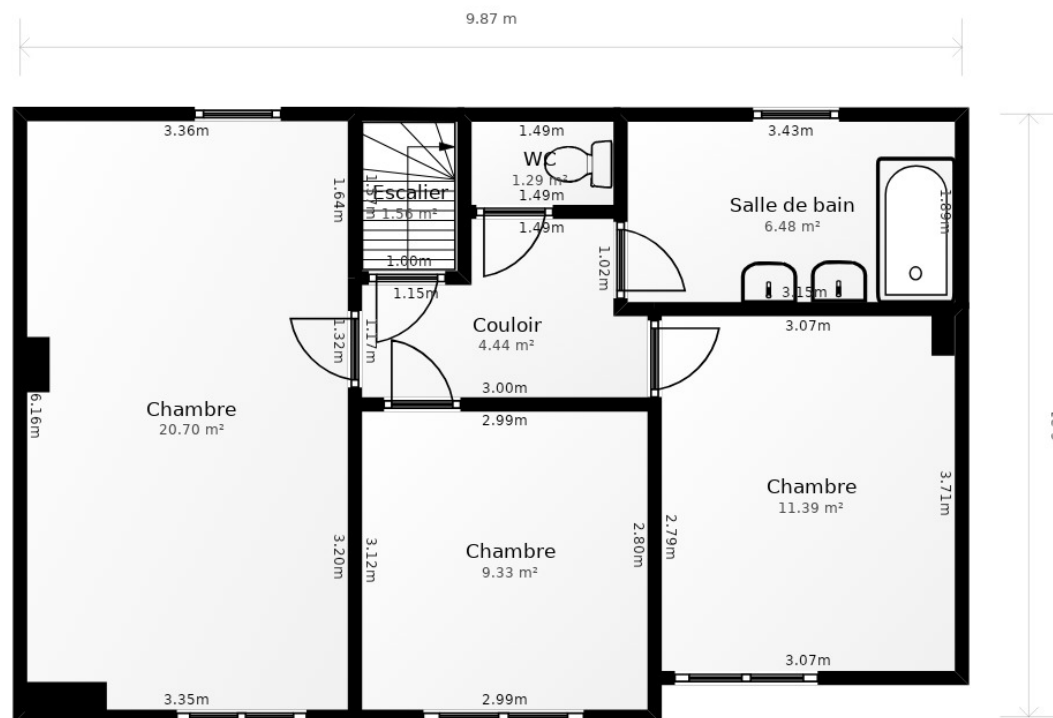 9.87 m
3.36m
1.49m
3.43m
WC
1.29 m²
1.49m
1.49m
1.64m
1.57m
Escalier
1.56 m²
1.00m
1.15m
Salle de bain
6.48 m²
1.89m
1.02m
3.15m
3.07m
Couloir
4.44 m²
1.32m
1.17m
3.00m
2.99m
Chambre
20.70 m²
6.16m
Chambre
11.39 m²
3.71m
3.20m
3.12m
Chambre
9.33 m²
2.80m
2.79m
3.07m
3.35m
2.99m